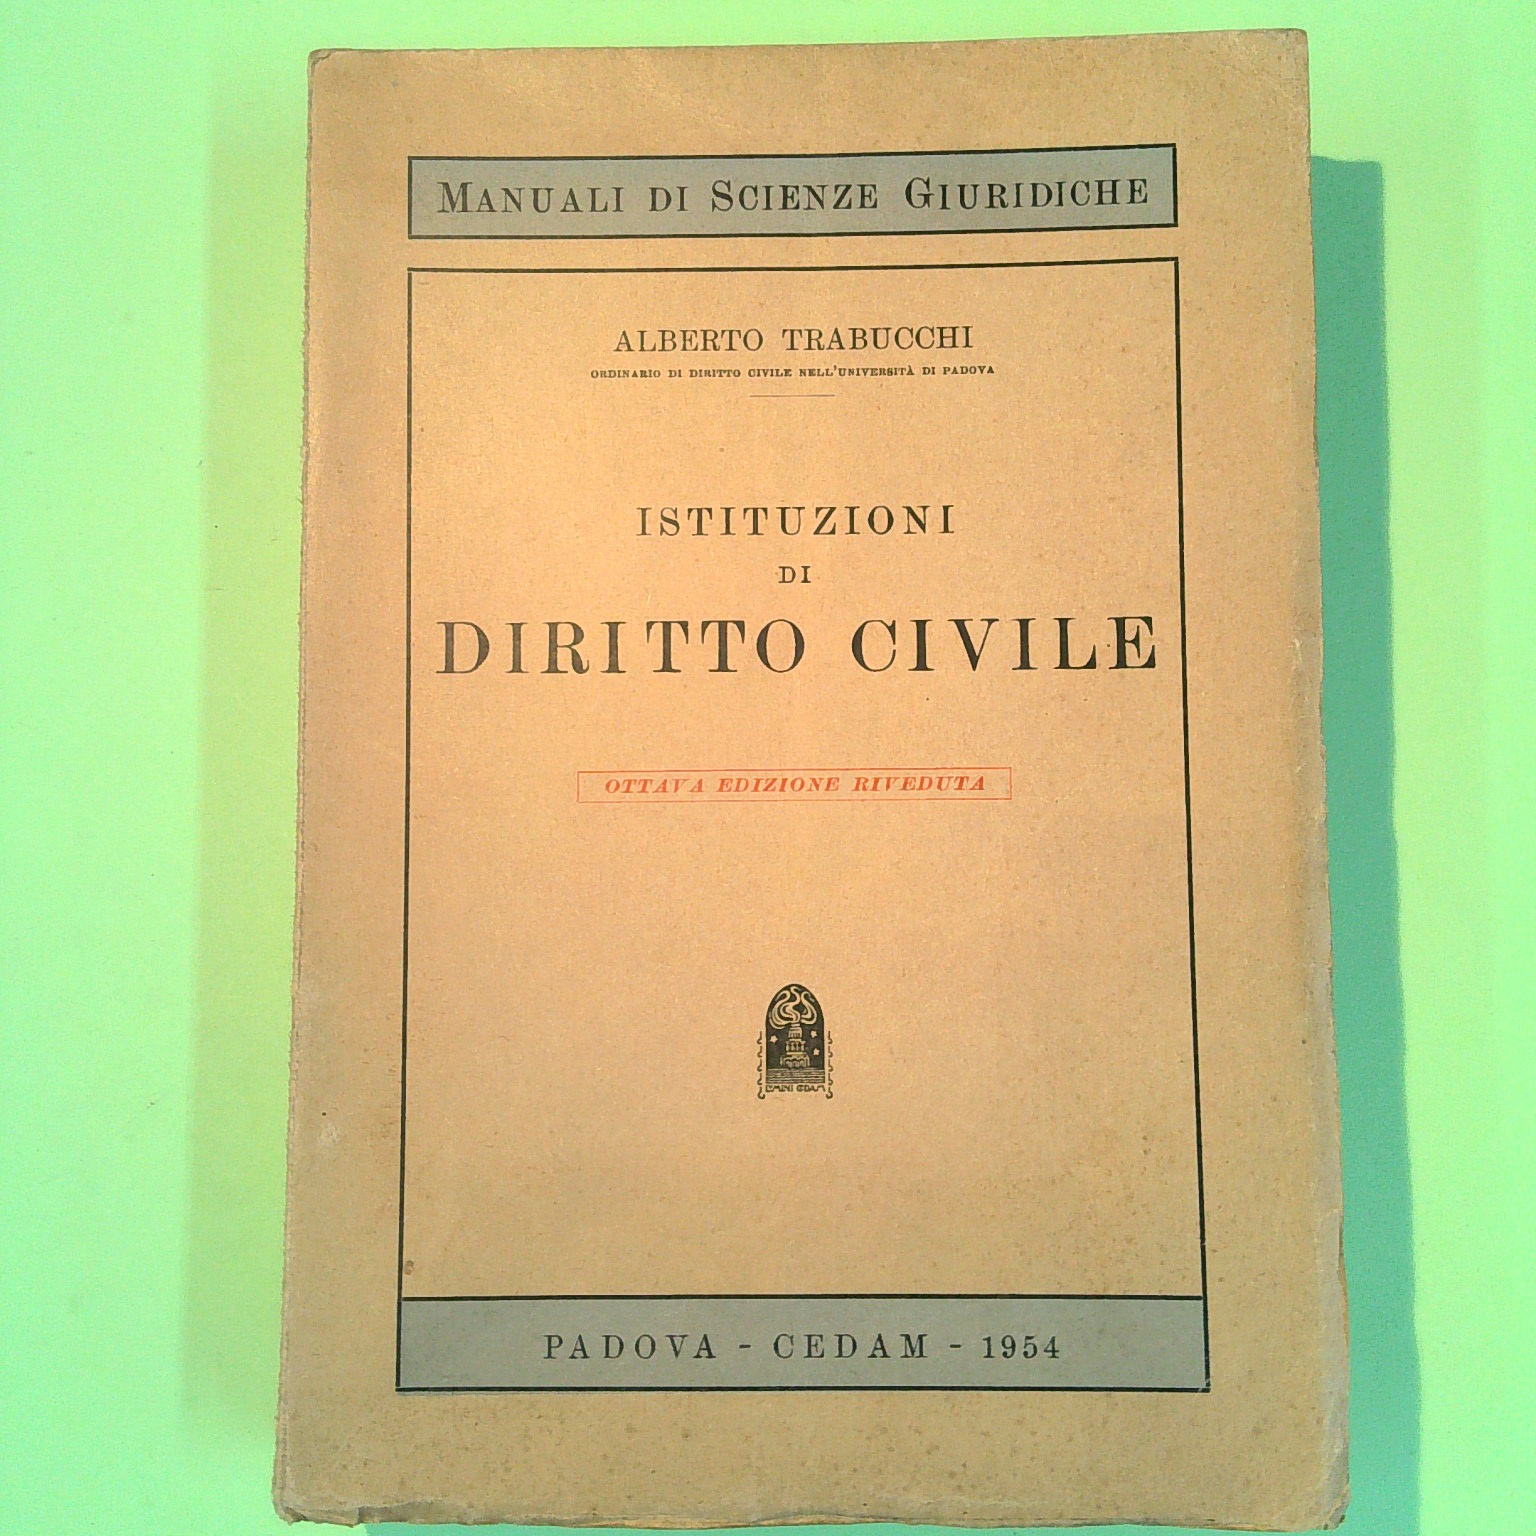 MANUALI DI SCIENZE GIURIDICHE
ALBERTO TRABUCCHI
ORDINARIO DI DIRITTO CIVILE NELL'UNIVERSITÀ DI PADOVA
ISTITUZIONI
DI
DIRITTO CIVILE
OTTAVA EDIZIONE RIVEDUTA
PADOVA - CEDAM - 1954